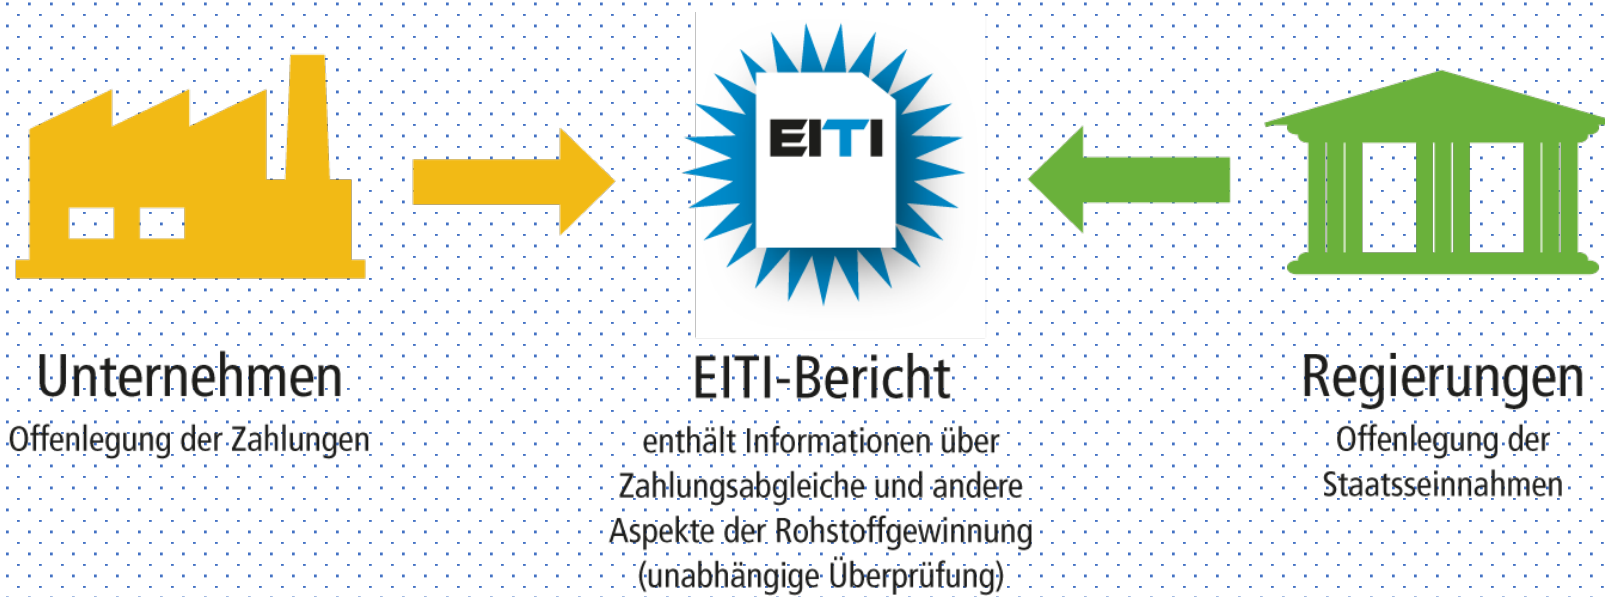 EITI
Unternehmen
Offenlegung der Zahlungen
EITI-Bericht
enthält Informationen über
Zahlungsabgleiche und andere
Aspekte der Rohstoffgewinnung
(unabhängige Überprüfung)
Regierungen
Offenlegung der
Staatsseinnahmen